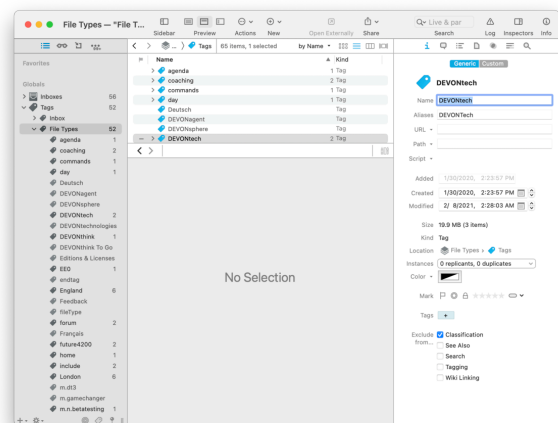 File Types — "File T...
Sidebar
Preview
Actions
New
Open Externally
Share
Live & par
Search
Log
Inspectors
Info
Favorites
Globals
Inboxes 56
Tags 52
Inbox
File Types 52
agenda 1
coaching 2
commands 1
day 1
Deutsch
DEVONagent
DEVONsphere
DEVONtech 2
DEVONtechnologies
DEVONthink 1
DEVONthink To Go
Editions & Licenses
EE0 1
endtag
England 6
Feedback
fileType
forum 2
Français
future4200 2
home 1
include 2
London 6
m.dt3
m.gamechanger
m.n.betatesting 1
... Tags 65 items, 1 selected by Name
Name Kind
agenda 1 Tag
coaching 2 Tag
commands 1 Tag
day 1 Tag
Deutsch Tag
DEVONagent Tag
DEVONsphere Tag
DEVONtech 2 Tag
No Selection
Generic Custom
DEVONtech
Name DEVONtech
Aliases DEVONTech
URL
Path
Script
Added 1/30/2020, 2:23:57 PM
Created 1/30/2020, 2:23:57 PM
Modified 2/ 8/2021, 2:28:03 AM
Size 19.9 MB (3 items)
Kind Tag
Location File Types › Tags
Instances 0 replicants, 0 duplicates
Color
Mark
Tags +
Exclude from... Classification
See Also
Search
Tagging
Wiki Linking